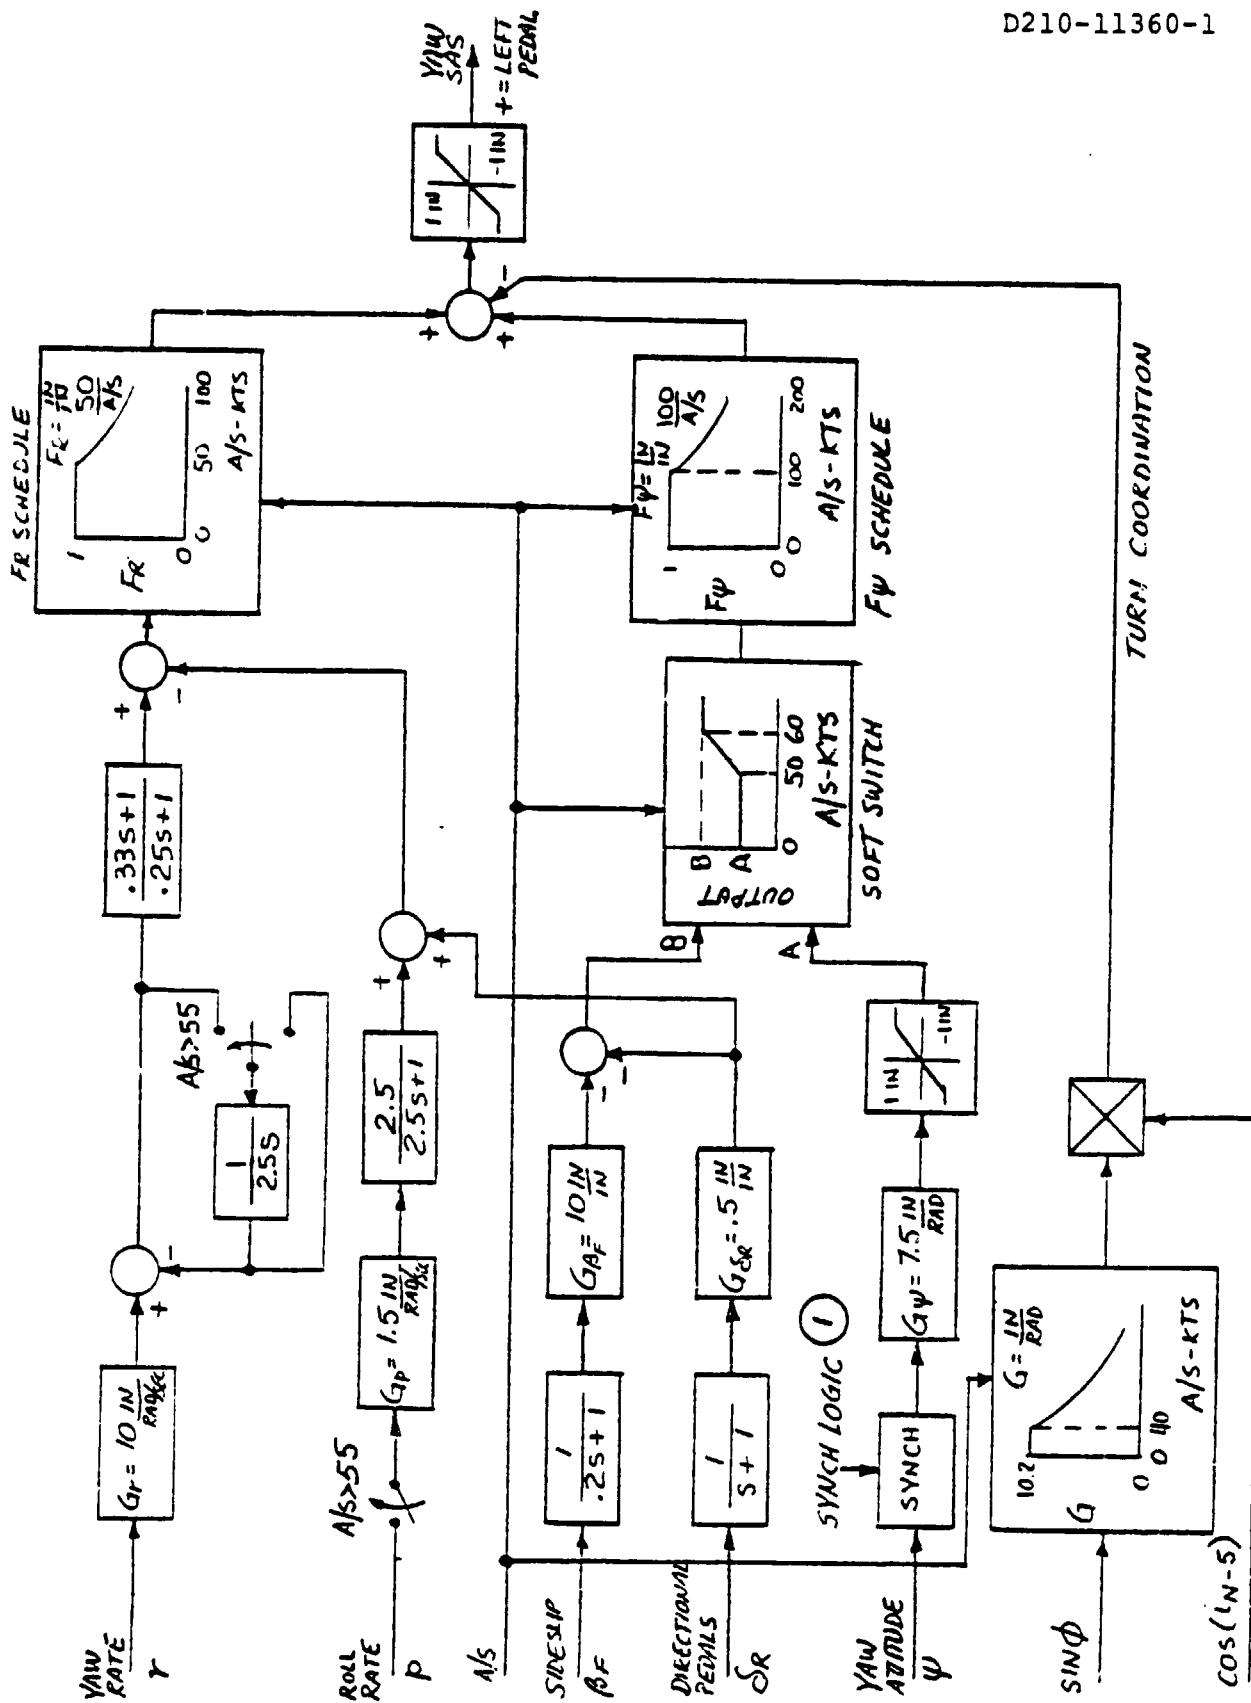 D210-11360-1
YAW
RATE
r
Gr = 10 IN
RAD/SEC
+
-
1
2.5S
A/S>55
.33S+1
.25S+1
+
-
FR SCHEDULE
FR = IN
IN
50
A/S
1
FR
0
0 50 100
A/S-KTS
ROLL
RATE
P
A/S>55
Gp = 1.5 IN
RAD/SEC
2.5
2.5S+1
+
+
A/S
SIDESLIP
βF
1
.2S+1
GβF = 10 IN
IN
-
-
DIRECTIONAL
PEDALS
δR
1
S+1
GδR = .5 IN
IN
B
A
OUTPUT
B
A
0 50 60
A/S-KTS
SOFT SWITCH
Fψ = IN
IN
100
A/S
1
Fψ
0
0 100 200
A/S-KTS
Fψ SCHEDULE
+
+
-
1 IN
-1 IN
YAW
SAS
+ = LEFT
PEDAL
YAW
ATTITUDE
ψ
SYNCH LOGIC 1
SYNCH
Gψ = 7.5 IN
RAD
1 IN
-1 IN
SINφ
G = IN
RAD
10.2
G
0
0 40
A/S-KTS
TURN COORDINATION
COS(iN-5)